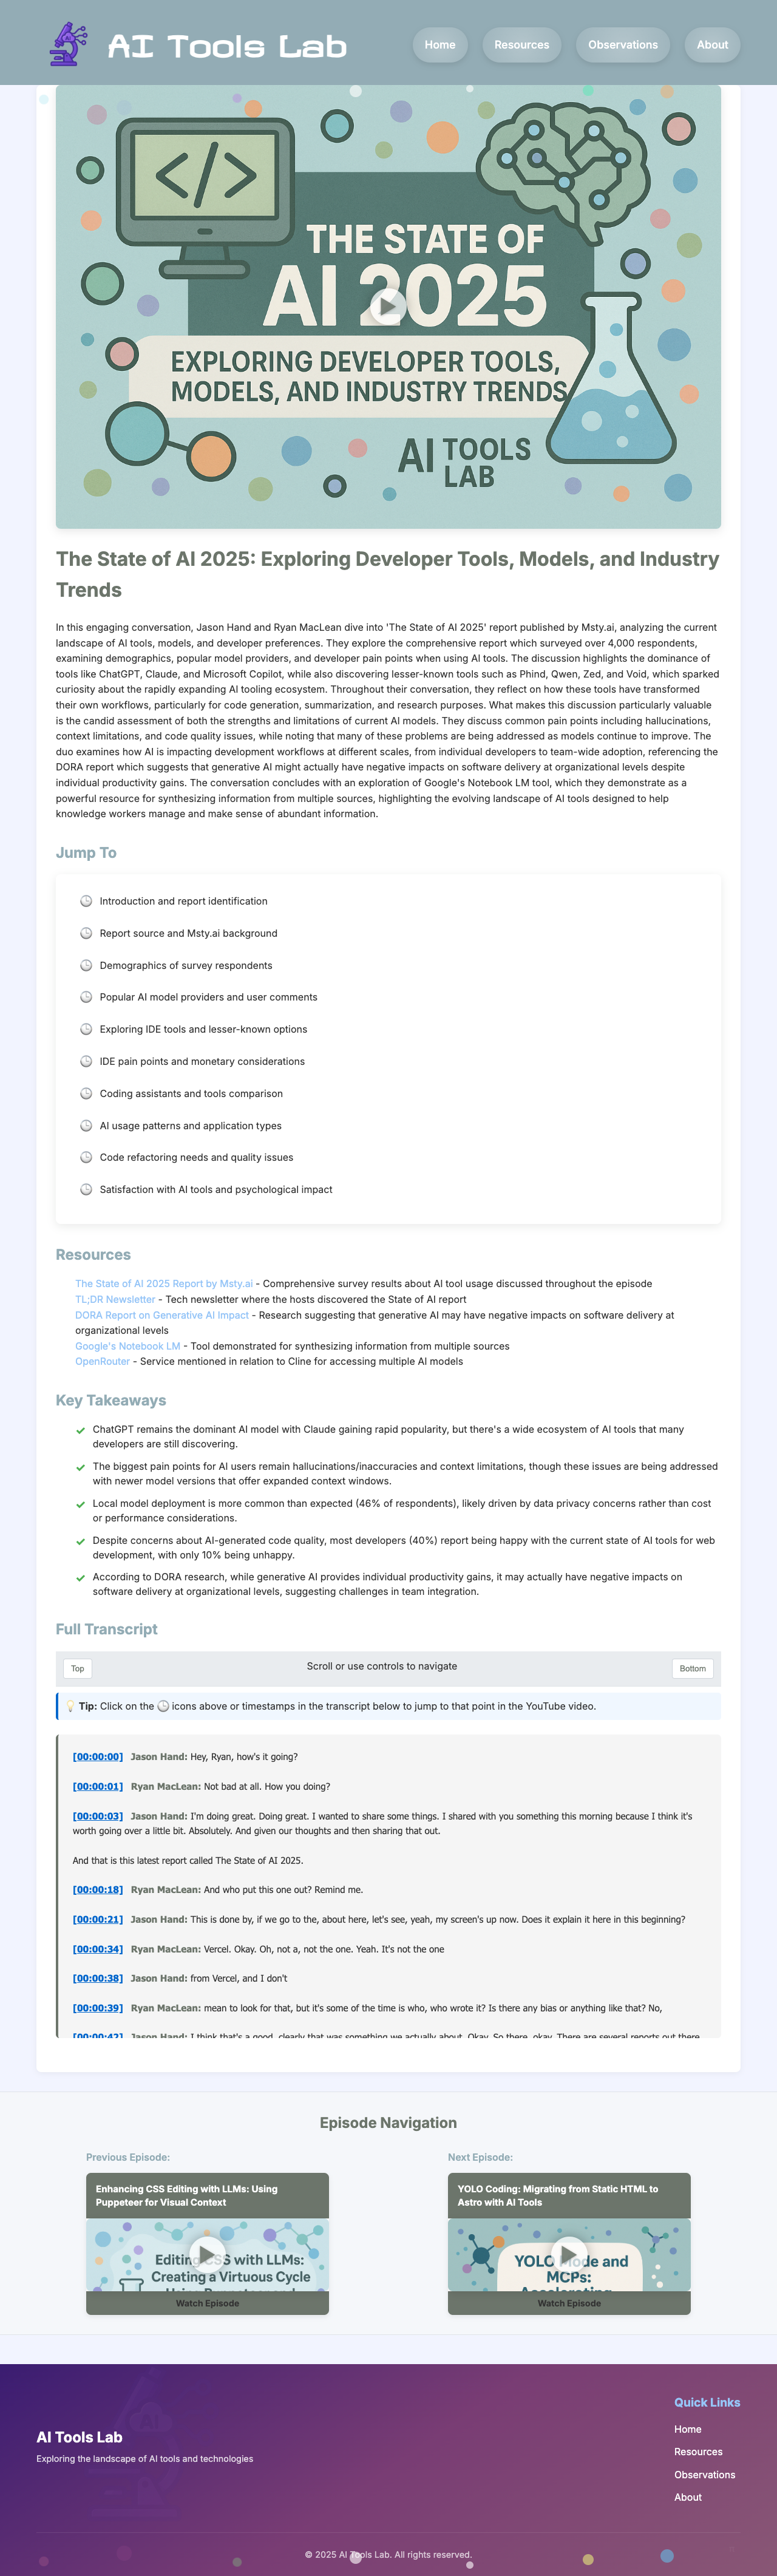 AI Tools Lab
Home
Resources
Observations
About
</>
THE STATE OF
AI 2025
EXPLORING DEVELOPER TOOLS,
MODELS, AND INDUSTRY TRENDS
AI TOOLS
LAB
The State of AI 2025: Exploring Developer Tools, Models, and Industry
Trends
In this engaging conversation, Jason Hand and Ryan MacLean dive into 'The State of AI 2025' report published by Msty.ai, analyzing the current
landscape of AI tools, models, and developer preferences. They explore the comprehensive report which surveyed over 4,000 respondents,
examining demographics, popular model providers, and developer pain points when using AI tools. The discussion highlights the dominance of
tools like ChatGPT, Claude, and Microsoft Copilot, while also discovering lesser-known tools such as Phind, Qwen, Zed, and Void, which sparked
curiosity about the rapidly expanding AI tooling ecosystem. Throughout their conversation, they reflect on how these tools have transformed
their own workflows, particularly for code generation, summarization, and research purposes. What makes this discussion particularly valuable
is the candid assessment of both the strengths and limitations of current AI models. They discuss common pain points including hallucinations,
context limitations, and code quality issues, while noting that many of these problems are being addressed as models continue to improve. The
duo examines how AI is impacting development workflows at different scales, from individual developers to team-wide adoption, referencing the
DORA report which suggests that generative AI might actually have negative impacts on software delivery at organizational levels despite
individual productivity gains. The conversation concludes with an exploration of Google's Notebook LM tool, which they demonstrate as a
powerful resource for synthesizing information from multiple sources, highlighting the evolving landscape of AI tools designed to help
knowledge workers manage and make sense of abundant information.
Jump To
Introduction and report identification
Report source and Msty.ai background
Demographics of survey respondents
Popular AI model providers and user comments
Exploring IDE tools and lesser-known options
IDE pain points and monetary considerations
Coding assistants and tools comparison
AI usage patterns and application types
Code refactoring needs and quality issues
Satisfaction with AI tools and psychological impact
Resources
The State of AI 2025 Report by Msty.ai - Comprehensive survey results about AI tool usage discussed throughout the episode
TL;DR Newsletter - Tech newsletter where the hosts discovered the State of AI report
DORA Report on Generative AI Impact - Research suggesting that generative AI may have negative impacts on software delivery at
organizational levels
Google's Notebook LM - Tool demonstrated for synthesizing information from multiple sources
OpenRouter - Service mentioned in relation to Cline for accessing multiple AI models
Key Takeaways
ChatGPT remains the dominant AI model with Claude gaining rapid popularity, but there's a wide ecosystem of AI tools that many
developers are still discovering.
The biggest pain points for AI users remain hallucinations/inaccuracies and context limitations, though these issues are being addressed
with newer model versions that offer expanded context windows.
Local model deployment is more common than expected (46% of respondents), likely driven by data privacy concerns rather than cost
or performance considerations.
Despite concerns about AI-generated code quality, most developers (40%) report being happy with the current state of AI tools for web
development, with only 10% being unhappy.
According to DORA research, while generative AI provides individual productivity gains, it may actually have negative impacts on
software delivery at organizational levels, suggesting challenges in team integration.
Full Transcript
Top
Scroll or use controls to navigate
Bottom
Tip: Click on the icons above or timestamps in the transcript below to jump to that point in the YouTube video.
[00:00:00] Jason Hand: Hey, Ryan, how's it going?
[00:00:01] Ryan MacLean: Not bad at all. How you doing?
[00:00:03] Jason Hand: I'm doing great. Doing great. I wanted to share some things. I shared with you something this morning because I think it's
worth going over a little bit. Absolutely. And given our thoughts and then sharing that out.
And that is this latest report called The State of AI 2025.
[00:00:18] Ryan MacLean: And who put this one out? Remind me.
[00:00:21] Jason Hand: This is done by, if we go to the, about here, let's see, yeah, my screen's up now. Does it explain it here in this beginning?
[00:00:34] Ryan MacLean: Vercel. Okay. Oh, not a, not the one. Yeah. It's not the one
[00:00:38] Jason Hand: from Vercel, and I don't
[00:00:39] Ryan MacLean: mean to look for that, but it's some of the time is who, who wrote it? Is there any bias or anything like that? No,
[00:00:42] Jason Hand: I think that's a good, clearly that was something we actually about. Okay. So there, okay. There are several reports out there
Episode Navigation
Previous Episode:
Enhancing CSS Editing with LLMs: Using
Puppeteer for Visual Context
Editing CSS with LLMs:
Creating a Virtuous Cycle
Watch Episode
Next Episode:
YOLO Coding: Migrating from Static HTML to
Astro with AI Tools
YOLO Mode and
MCPs:
Watch Episode
AI Tools Lab
Exploring the landscape of AI tools and technologies
Quick Links
Home
Resources
Observations
About
© 2025 AI Tools Lab. All rights reserved.